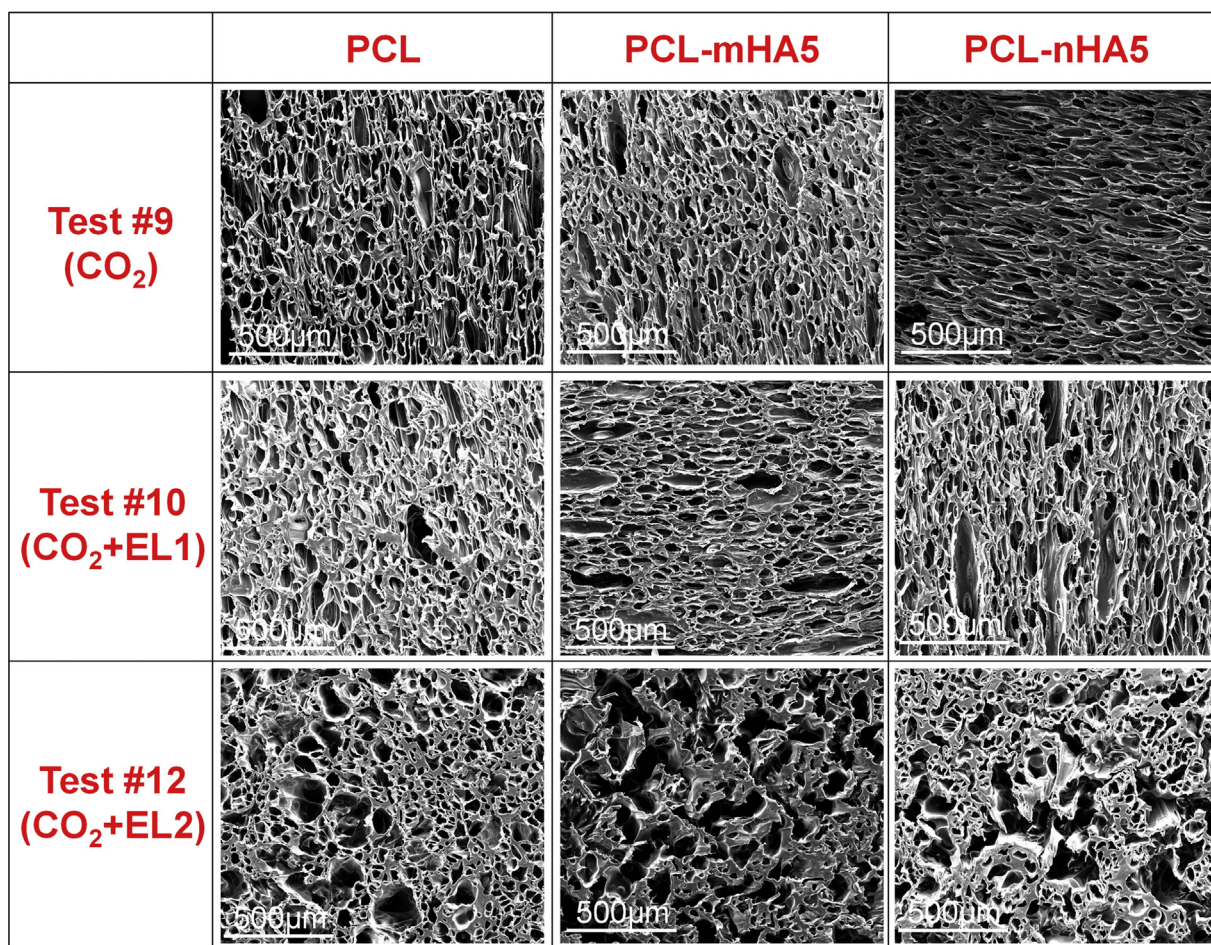 PCL PCL-mHA5 PCL-nHA5
Test #9
(CO₂)
500μm 500μm 500μm
Test #10
(CO₂+EL1)
500μm 500μm 500μm
Test #12
(CO₂+EL2)
500μm 500μm 500μm